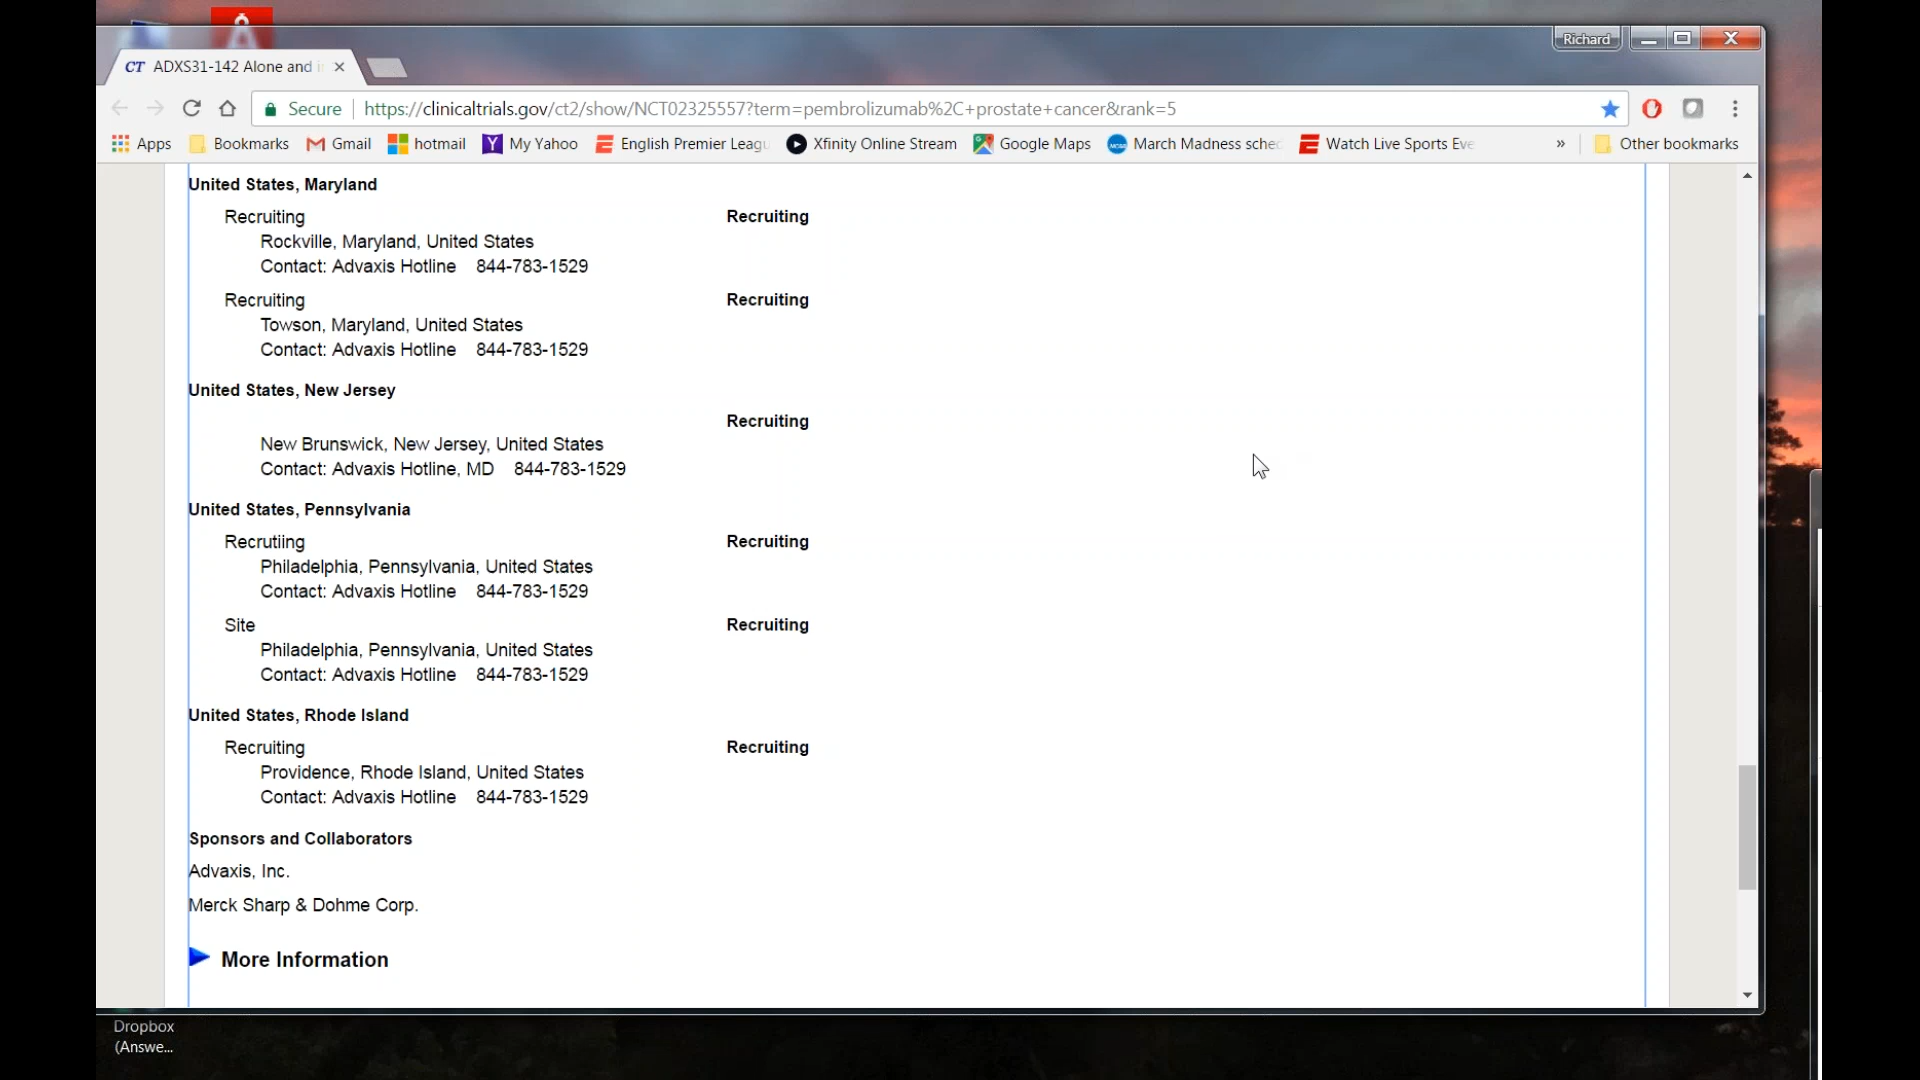 Richard
CT ADXS31-142 Alone and i
Secure https://clinicaltrials.gov/ct2/show/NCT02325557?term=pembrolizumab%2C+prostate+cancer&rank=5
Apps Bookmarks Gmail hotmail My Yahoo English Premier Leagu Xfinity Online Stream Google Maps March Madness sched Watch Live Sports Eve » Other bookmarks
United States, Maryland
Recruiting Recruiting
Rockville, Maryland, United States
Contact: Advaxis Hotline 844-783-1529
Recruiting Recruiting
Towson, Maryland, United States
Contact: Advaxis Hotline 844-783-1529
United States, New Jersey
Recruiting
New Brunswick, New Jersey, United States
Contact: Advaxis Hotline, MD 844-783-1529
United States, Pennsylvania
Recrutiing Recruiting
Philadelphia, Pennsylvania, United States
Contact: Advaxis Hotline 844-783-1529
Site Recruiting
Philadelphia, Pennsylvania, United States
Contact: Advaxis Hotline 844-783-1529
United States, Rhode Island
Recruiting Recruiting
Providence, Rhode Island, United States
Contact: Advaxis Hotline 844-783-1529
Sponsors and Collaborators
Advaxis, Inc.
Merck Sharp & Dohme Corp.
More Information
Dropbox
(Answe...